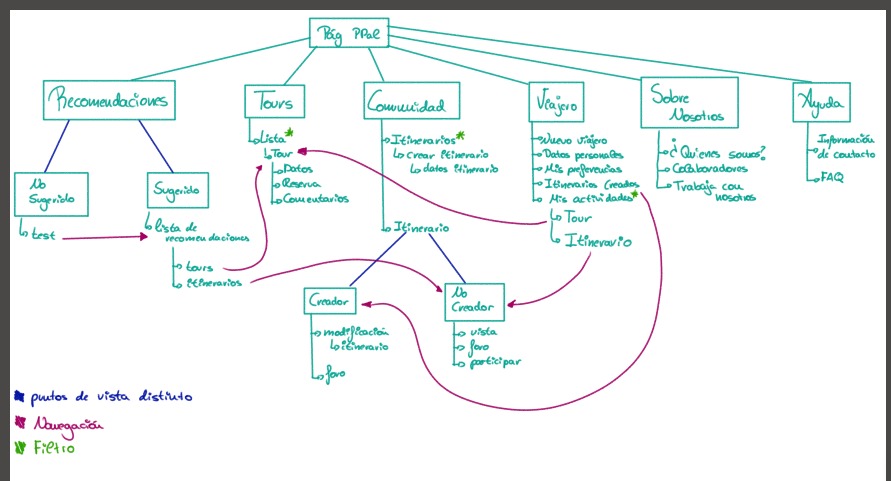 Pág PPal
Recomendaciones
Tours
Comunidad
Viajero
Sobre
Nosotros
Ayuda
No
Sugerido
test
Sugerido
lista de
recomendaciones
tours
itinerarios
Lista*
Tour
Datos
Reserva
Comentarios
Itinerarios*
crear itinerario
datos itinerario
Itinerario
Creador
modificación
itinerario
foro
No
Creador
vista
foro
participar
Nuevo viajero
Datos personales
Mis preferencias
Itinerarios Creados
Mis actividades*
Tour
Itinerario
¿Quienes somos?
Colaboradores
Trabaja con
nosotros
Información
de contacto
FAQ
* puntos de vista distinto
* Navegación
* Filtro